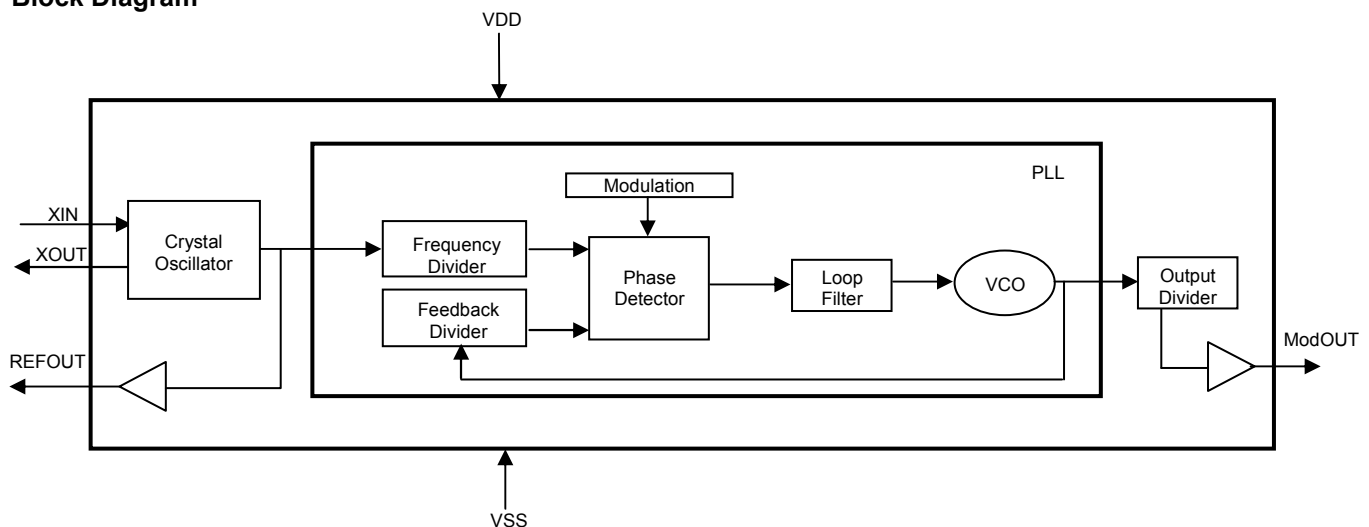 Block Diagram
VDD
PLL
Modulation
XIN
XOUT
Crystal
Oscillator
Frequency
Divider
Phase
Detector
Loop
Filter
VCO
Output
Divider
Feedback
Divider
REFOUT
ModOUT
VSS